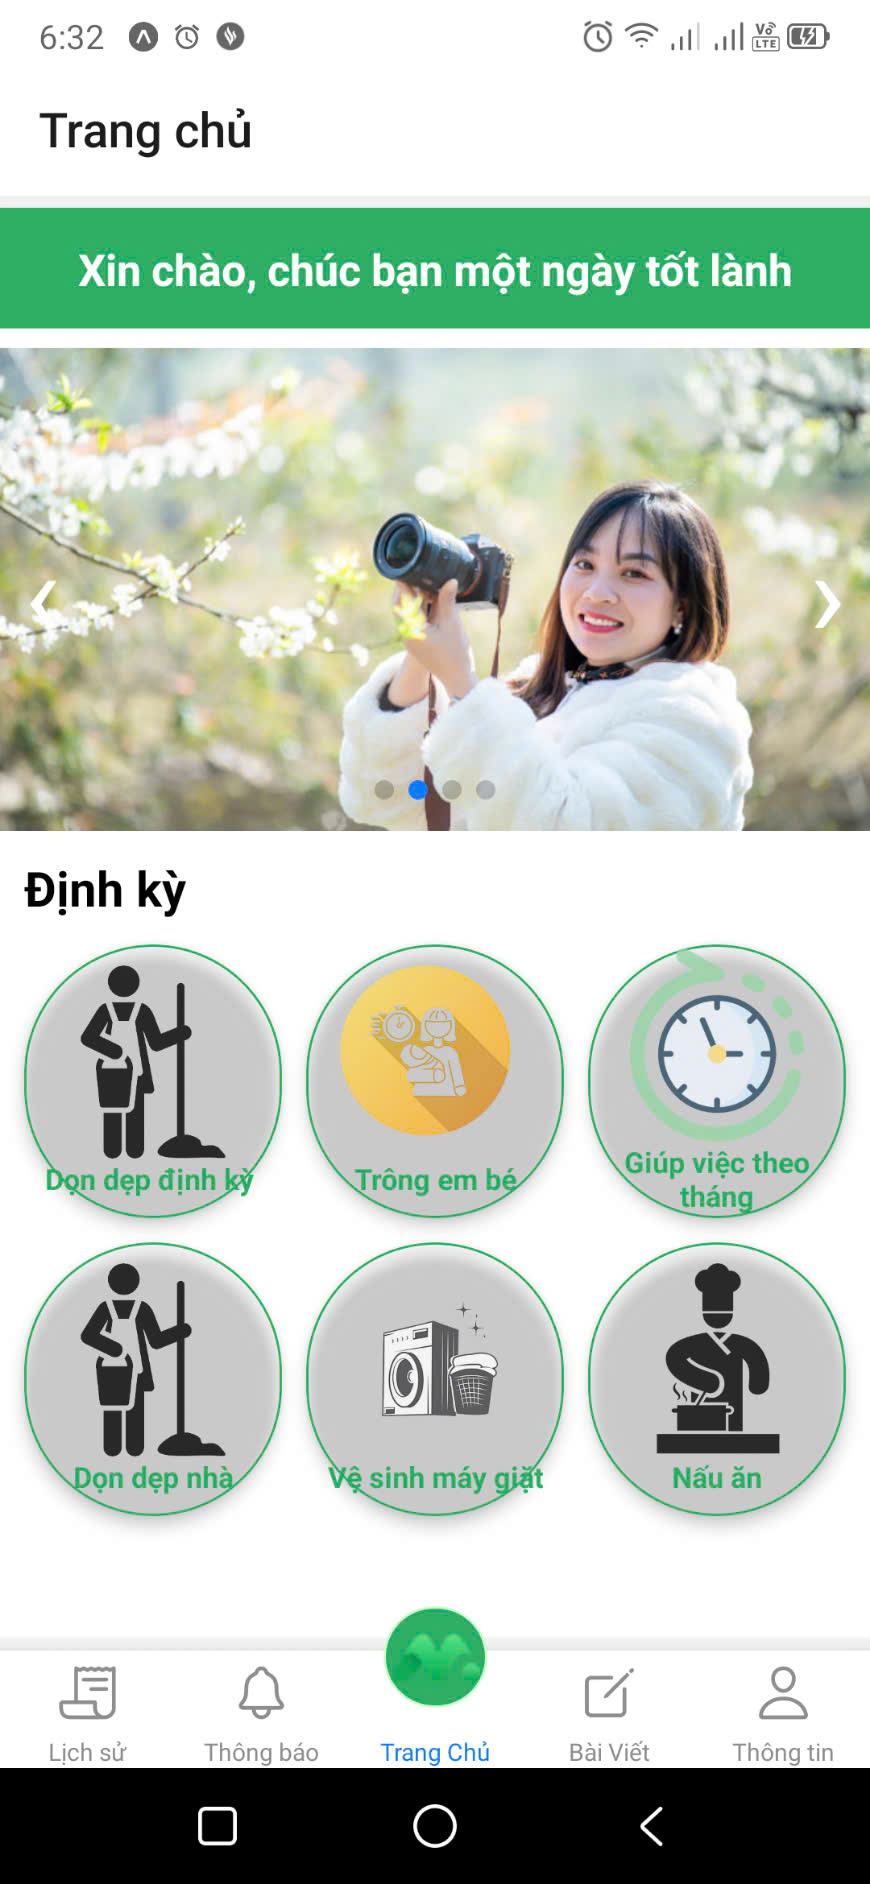 6:32
Vo
LTE
Trang chủ
Xin chào, chúc bạn một ngày tốt lành
Định kỳ
Dọn dẹp định kỳ
Trông em bé
Giúp việc theo
tháng
Dọn dẹp nhà
Vệ sinh máy giặt
Nấu ăn
Lịch sử
Thông báo
Trang Chủ
Bài Viết
Thông tin